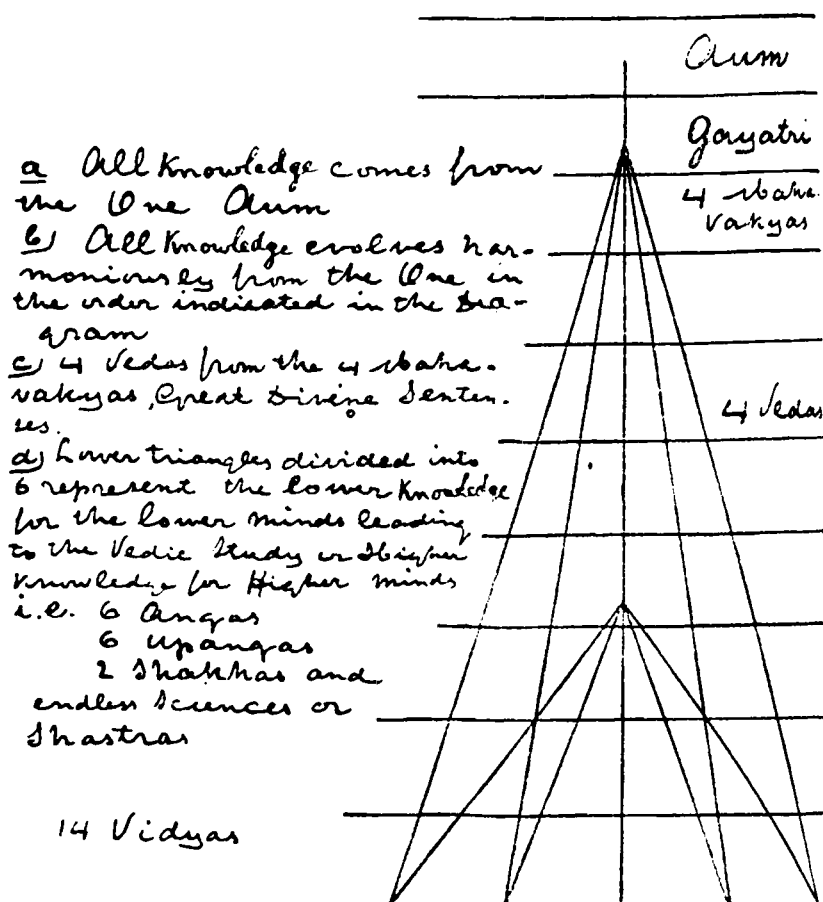 Aum
Gayatri
4 Maha-
Vakyas
4 Vedas
a All Knowledge comes from
the One Aum
b) All Knowledge evolves har-
moniously from the One in
the order indicated in the Dia-
gram
c) 4 Vedas from the 4 Maha-
vakyas, Great Divine Senten-
ses.
d) Lower triangles divided into
6 represent the lower Knowledge
for the lower minds leading
to the Vedic Study or Higher
Knowledge for Higher minds
i.e. 6 Angas
6 Upangas
2 Shakhas and
endless Sciences or
Shastras
14 Vidyas